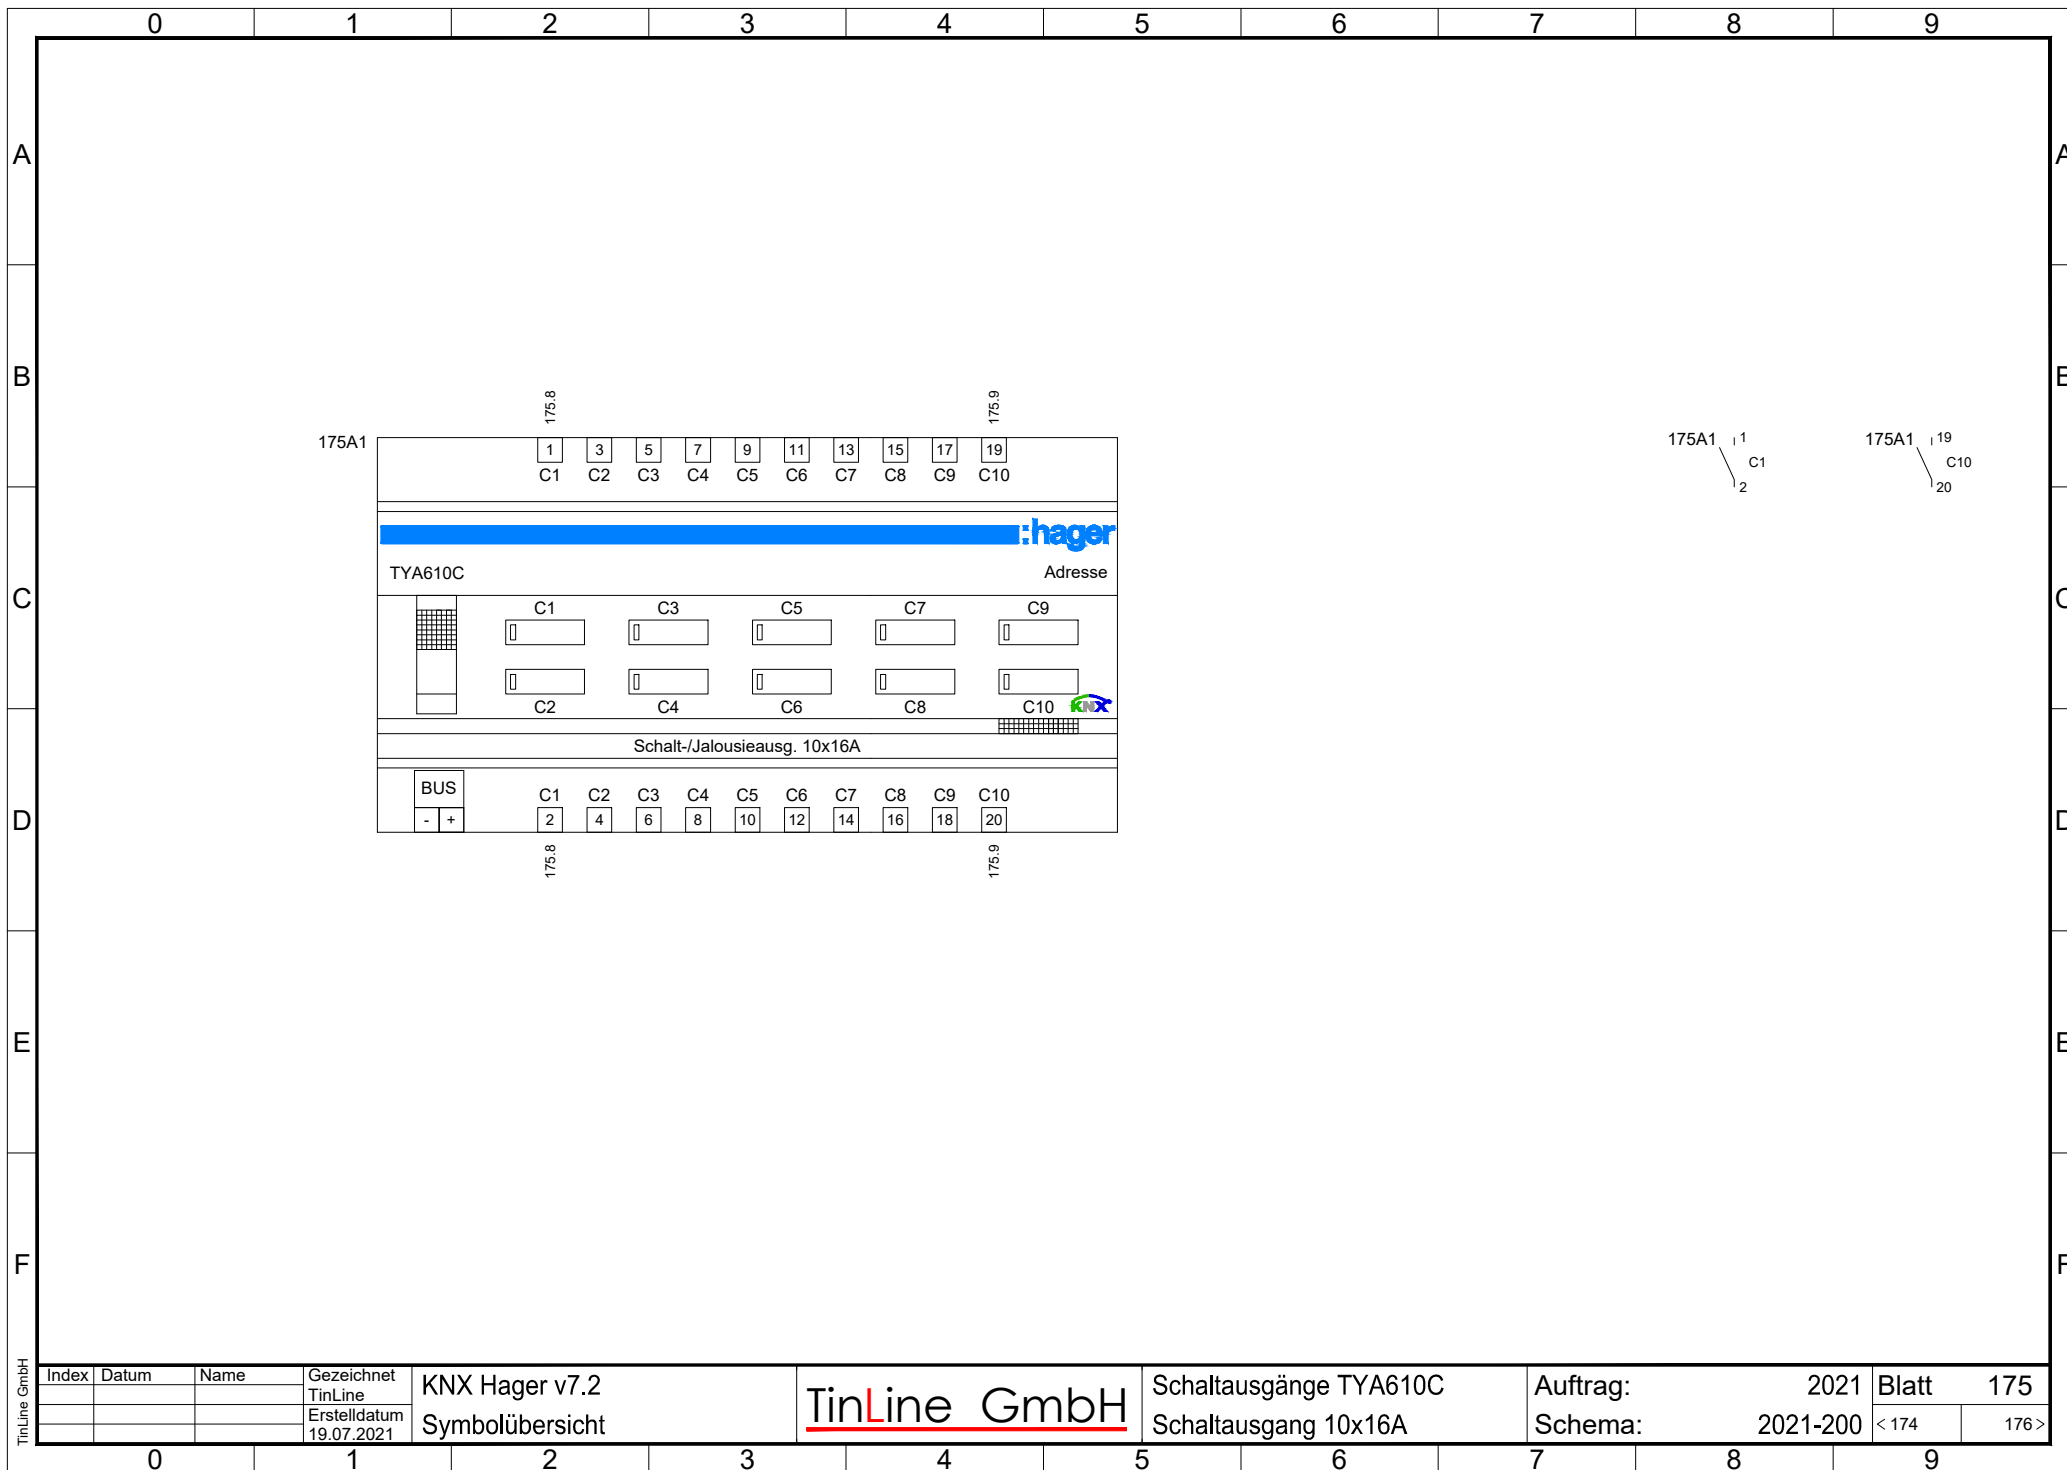 0 1 2 3 4 5 6 7 8 9
A A
B B
175.8 175.9
175A1 1 3 5 7 9 11 13 15 17 19
C1 C2 C3 C4 C5 C6 C7 C8 C9 C10
175A1 1 C1 2
175A1 19 C10 20
:hager
TYA610C Adresse
C C
C1 C3 C5 C7 C9
C2 C4 C6 C8 C10 KNX
Schalt-/Jalousieausg. 10x16A
BUS
- +
C1 C2 C3 C4 C5 C6 C7 C8 C9 C10
2 4 6 8 10 12 14 16 18 20
D D
175.8 175.9
E E
F F
TinLine GmbH
Index Datum Name
Gezeichnet
TinLine
Erstelldatum
19.07.2021
KNX Hager v7.2
Symbolübersicht
TinLine GmbH
Schaltausgänge TYA610C
Schaltausgang 10x16A
Auftrag: 2021
Schema: 2021-200
Blatt 175
< 174 176 >
0 1 2 3 4 5 6 7 8 9